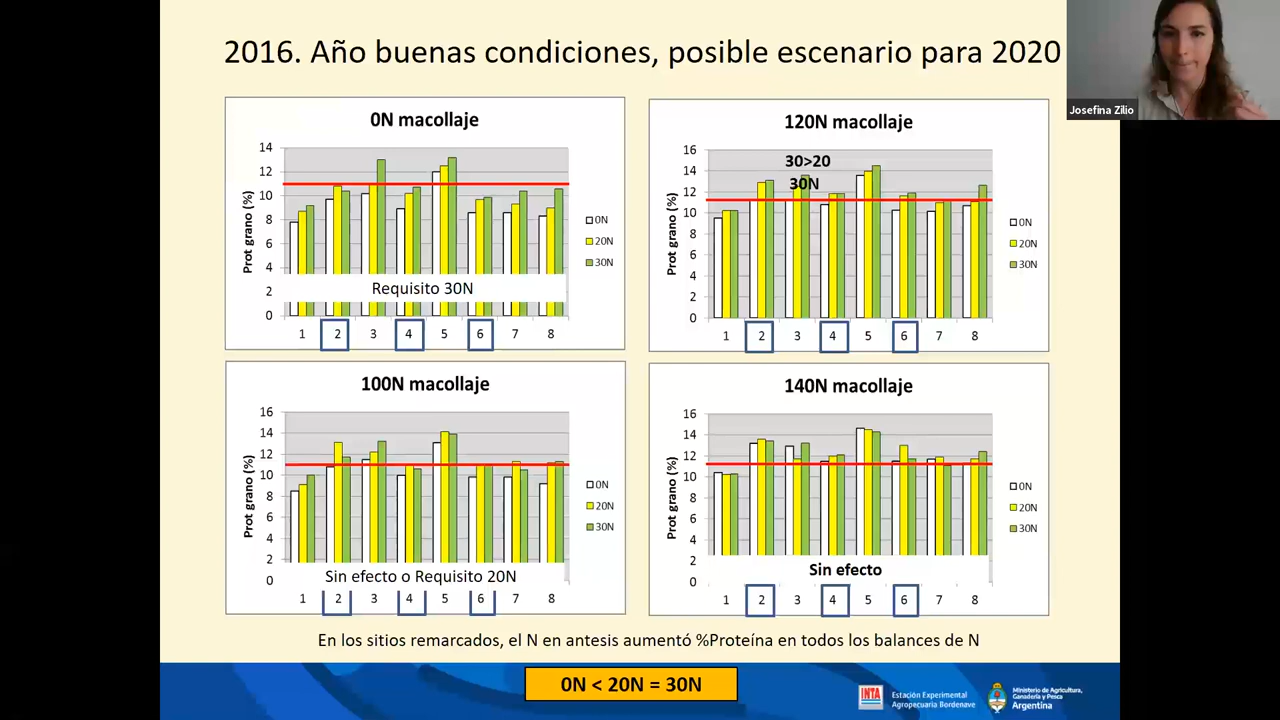 2016. Año buenas condiciones, posible escenario para 2020
Josefina Zilio
0N macollaje
14
12
10
8
6
4
2
0
Prot grano (%)
0N
20N
30N
Requisito 30N
1 2 3 4 5 6 7 8
120N macollaje
30>20
30N
16
14
12
10
8
6
4
2
0
Prot grano (%)
0N
20N
30N
1 2 3 4 5 6 7 8
100N macollaje
16
14
12
10
8
6
4
2
0
Prot grano (%)
0N
20N
30N
Sin efecto o Requisito 20N
1 2 3 4 5 6 7 8
140N macollaje
16
14
12
10
8
6
4
2
0
Prot grano (%)
0N
20N
30N
Sin efecto
1 2 3 4 5 6 7 8
En los sitios remarcados, el N en antesis aumentó %Proteína en todos los balances de N
0N < 20N = 30N
INTA
Estación Experimental
Agropecuaria Bordenave
Ministerio de Agricultura,
Ganadería y Pesca
Argentina